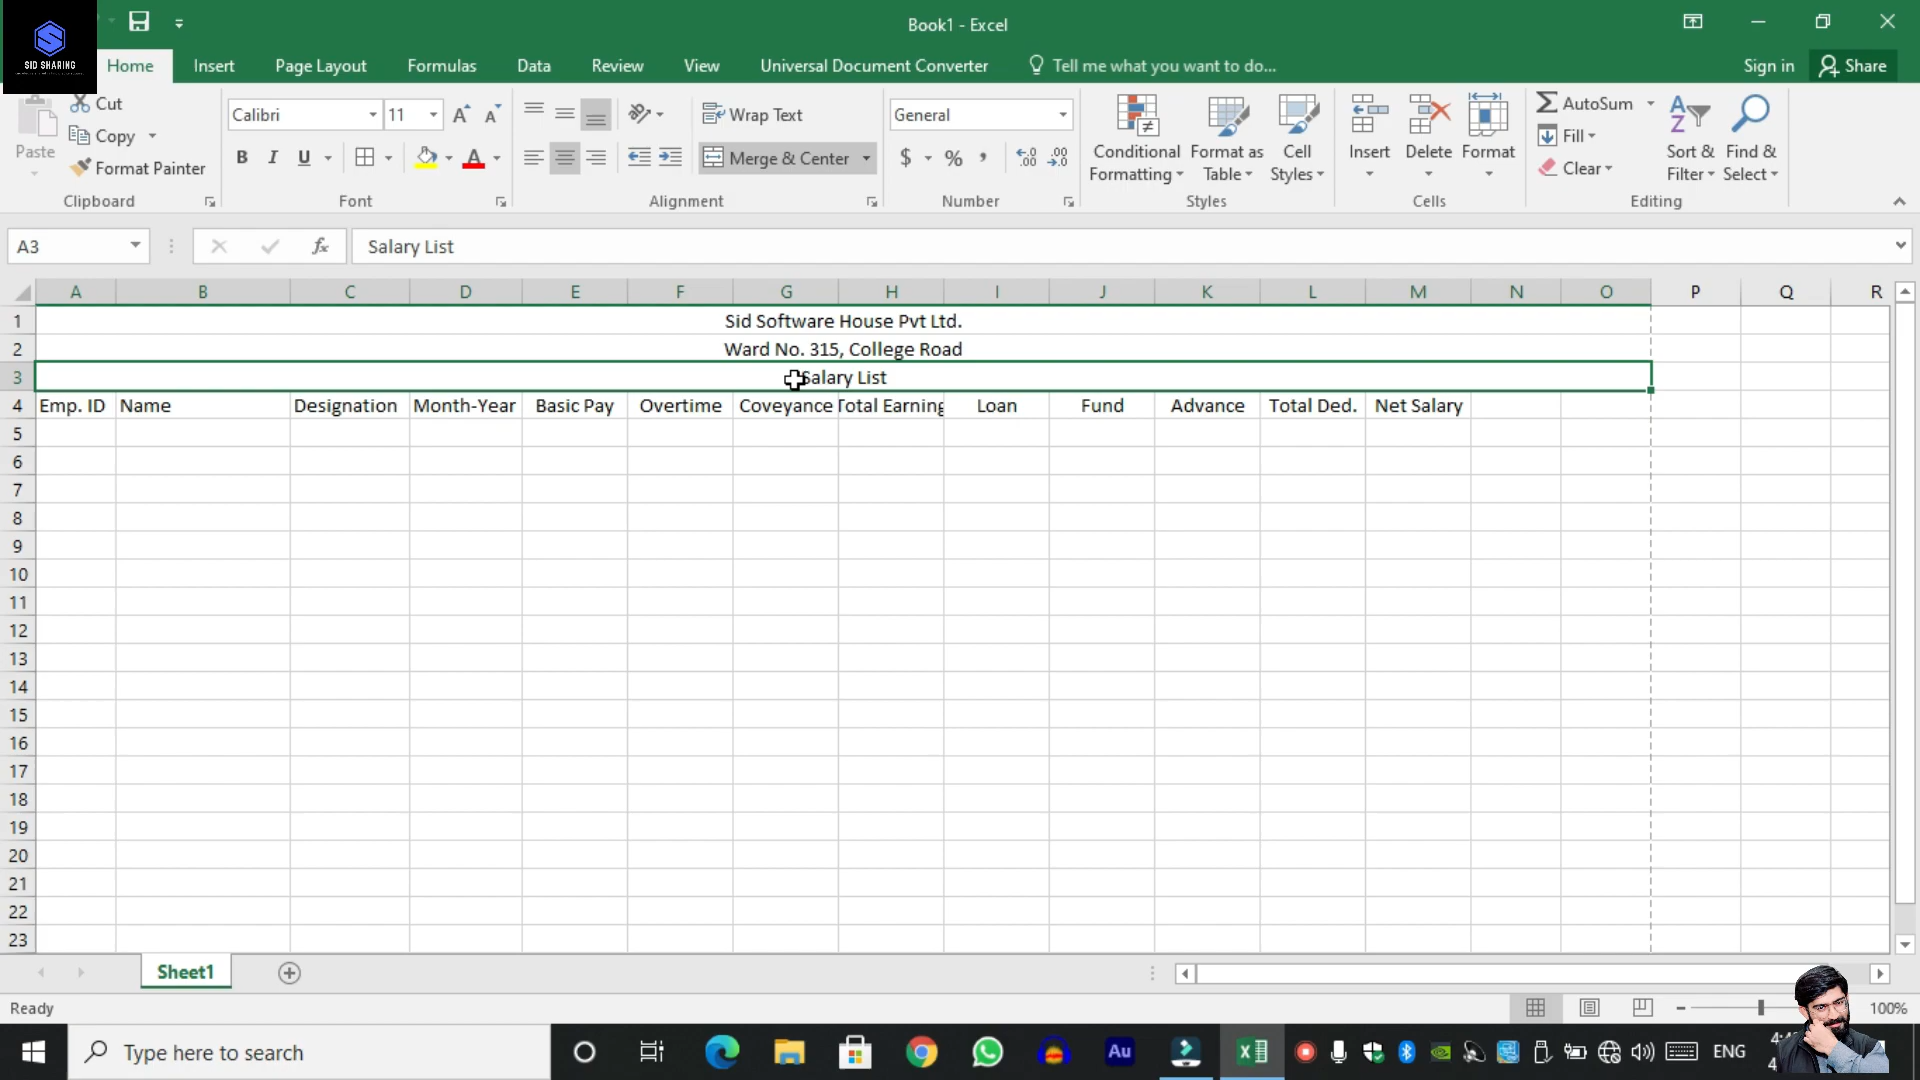 Book1 - Excel
SID SHARING
Home Insert Page Layout Formulas Data Review View Universal Document Converter Tell me what you want to do... Sign in Share
Paste Cut Copy Format Painter
Calibri 11 B I U
Wrap Text
Merge & Center
General
$ % ,
Conditional Formatting
Format as Table
Cell Styles
Insert Delete Format
AutoSum
Fill
Clear
Sort & Filter
Find & Select
Clipboard Font Alignment Number Styles Cells Editing
A3 fx Salary List
A B C D E F G H I J K L M N O P Q R
1 Sid Software House Pvt Ltd.
2 Ward No. 315, College Road
3 Salary List
4 Emp. ID Name Designation Month-Year Basic Pay Overtime Coveyance Total Earning Loan Fund Advance Total Ded. Net Salary
5
6
7
8
9
10
11
12
13
14
15
16
17
18
19
20
21
22
23
Sheet1
Ready 100%
Type here to search Au ENG